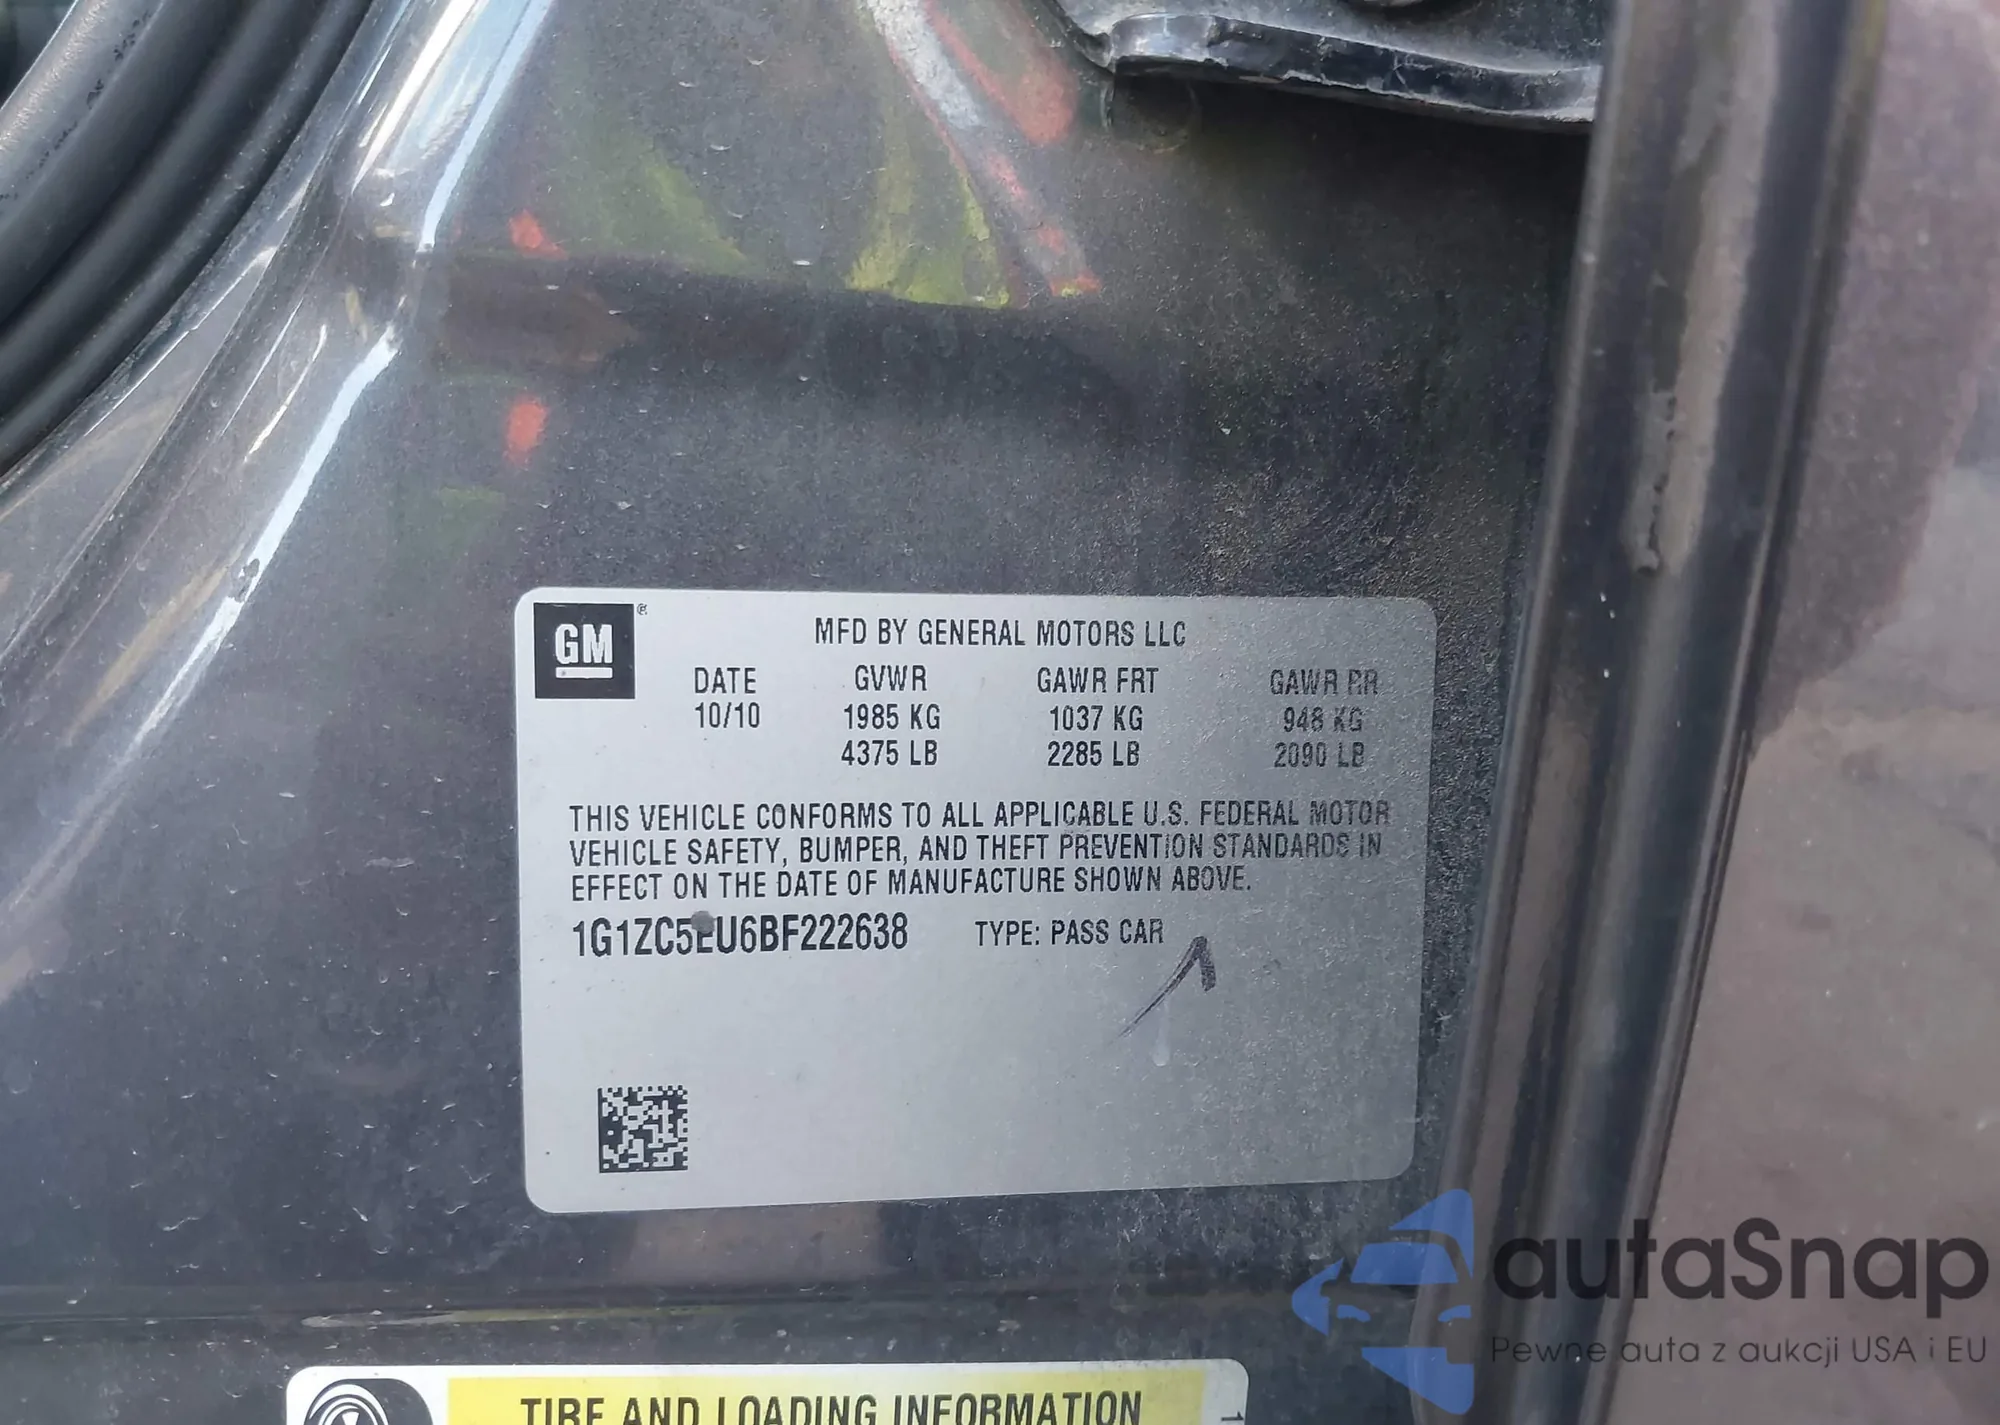 GM®
MFD BY GENERAL MOTORS LLC
DATE GVWR GAWR FRT GAWR RR
10/10 1985 KG 1037 KG 948 KG
4375 LB 2285 LB 2090 LB
THIS VEHICLE CONFORMS TO ALL APPLICABLE U.S. FEDERAL MOTOR
VEHICLE SAFETY, BUMPER, AND THEFT PREVENTION STANDARDS IN
EFFECT ON THE DATE OF MANUFACTURE SHOWN ABOVE.
1G1ZC5EU6BF222638 TYPE: PASS CAR
TIRE AND LOADING INFORMATION
autaSnap
Pewne auta z aukcji USA i EU